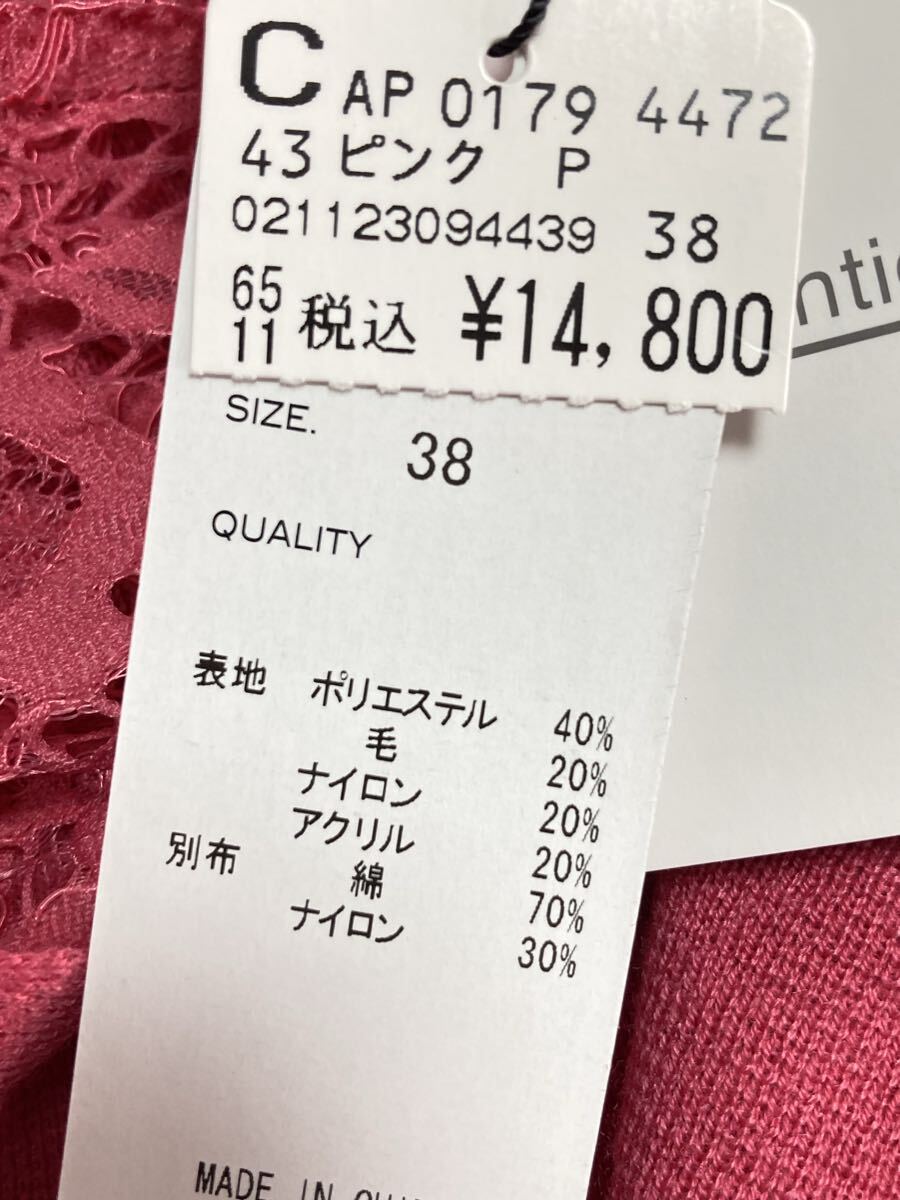 C AP 0179 4472
43 ピンク P
021123094439 38
65
11 税込 ¥14,800
SIZE. 38
QUALITY
表地 ポリエステル 40%
毛 20%
ナイロン 20%
アクリル 20%
別布 綿 70%
ナイロン 30%
MADE IN